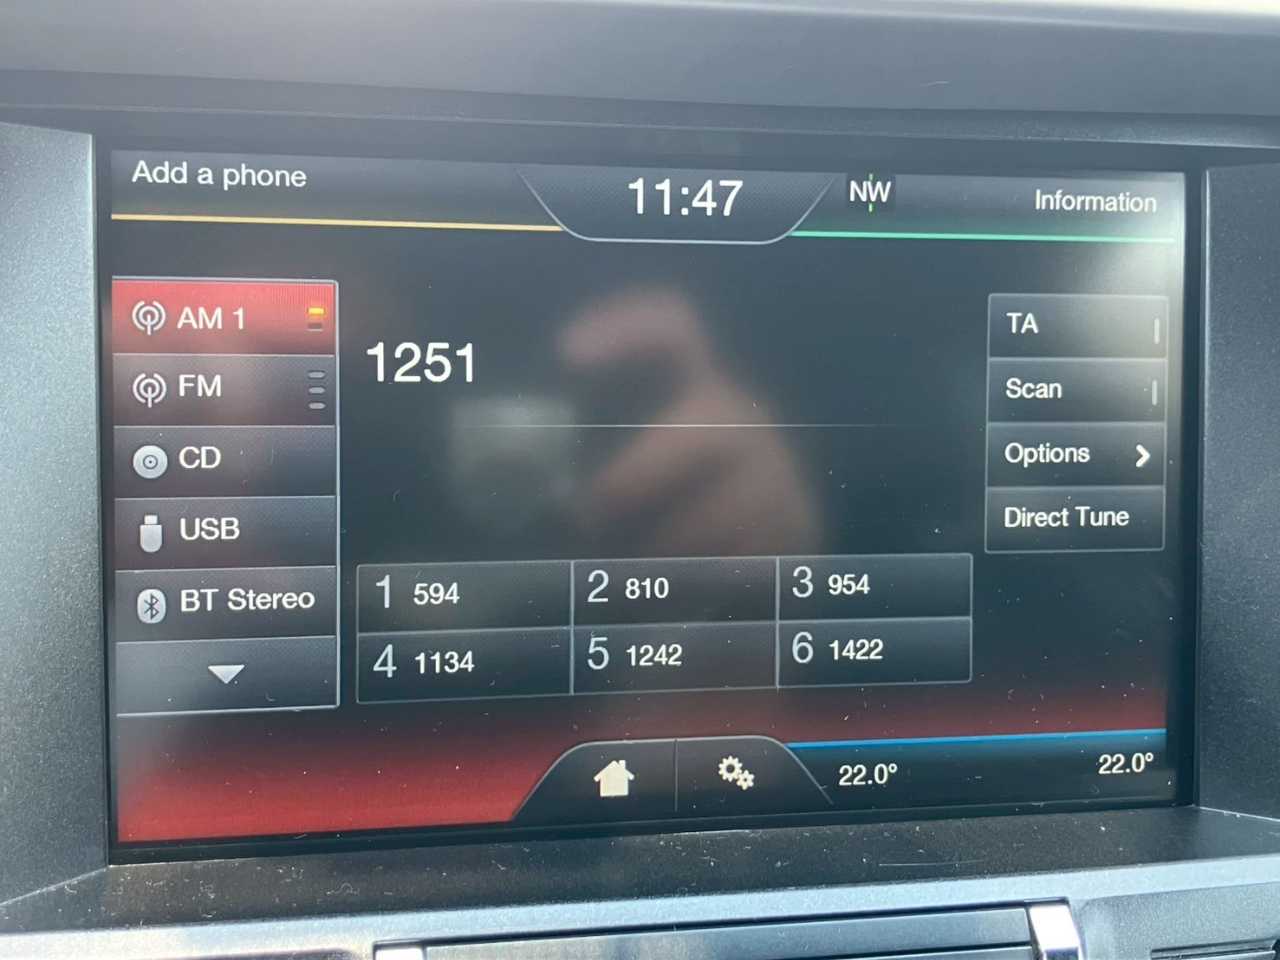 Add a phone
11:47
NW
Information
AM 1
FM
CD
USB
BT Stereo
1251
TA
Scan
Options
Direct Tune
1 594
2 810
3 954
4 1134
5 1242
6 1422
22.0°
22.0°